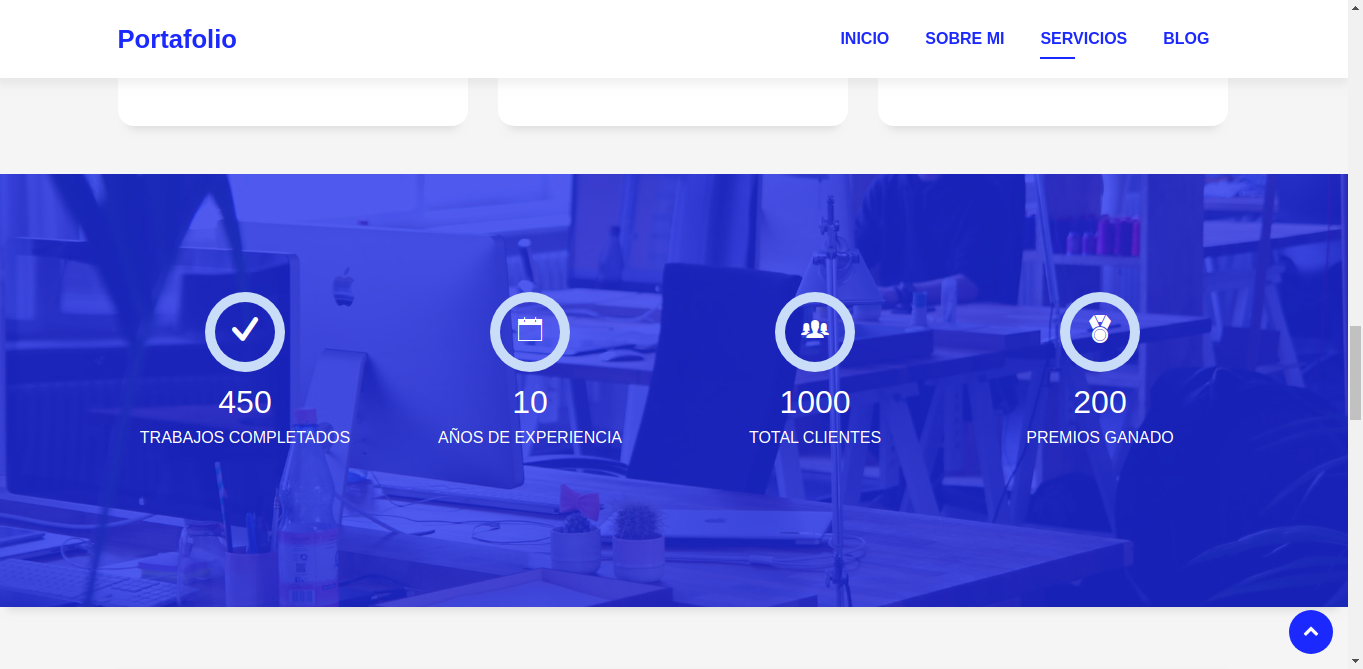 Portafolio
INICIO SOBRE MI SERVICIOS BLOG
450 10 1000 200
TRABAJOS COMPLETADOS AÑOS DE EXPERIENCIA TOTAL CLIENTES PREMIOS GANADO